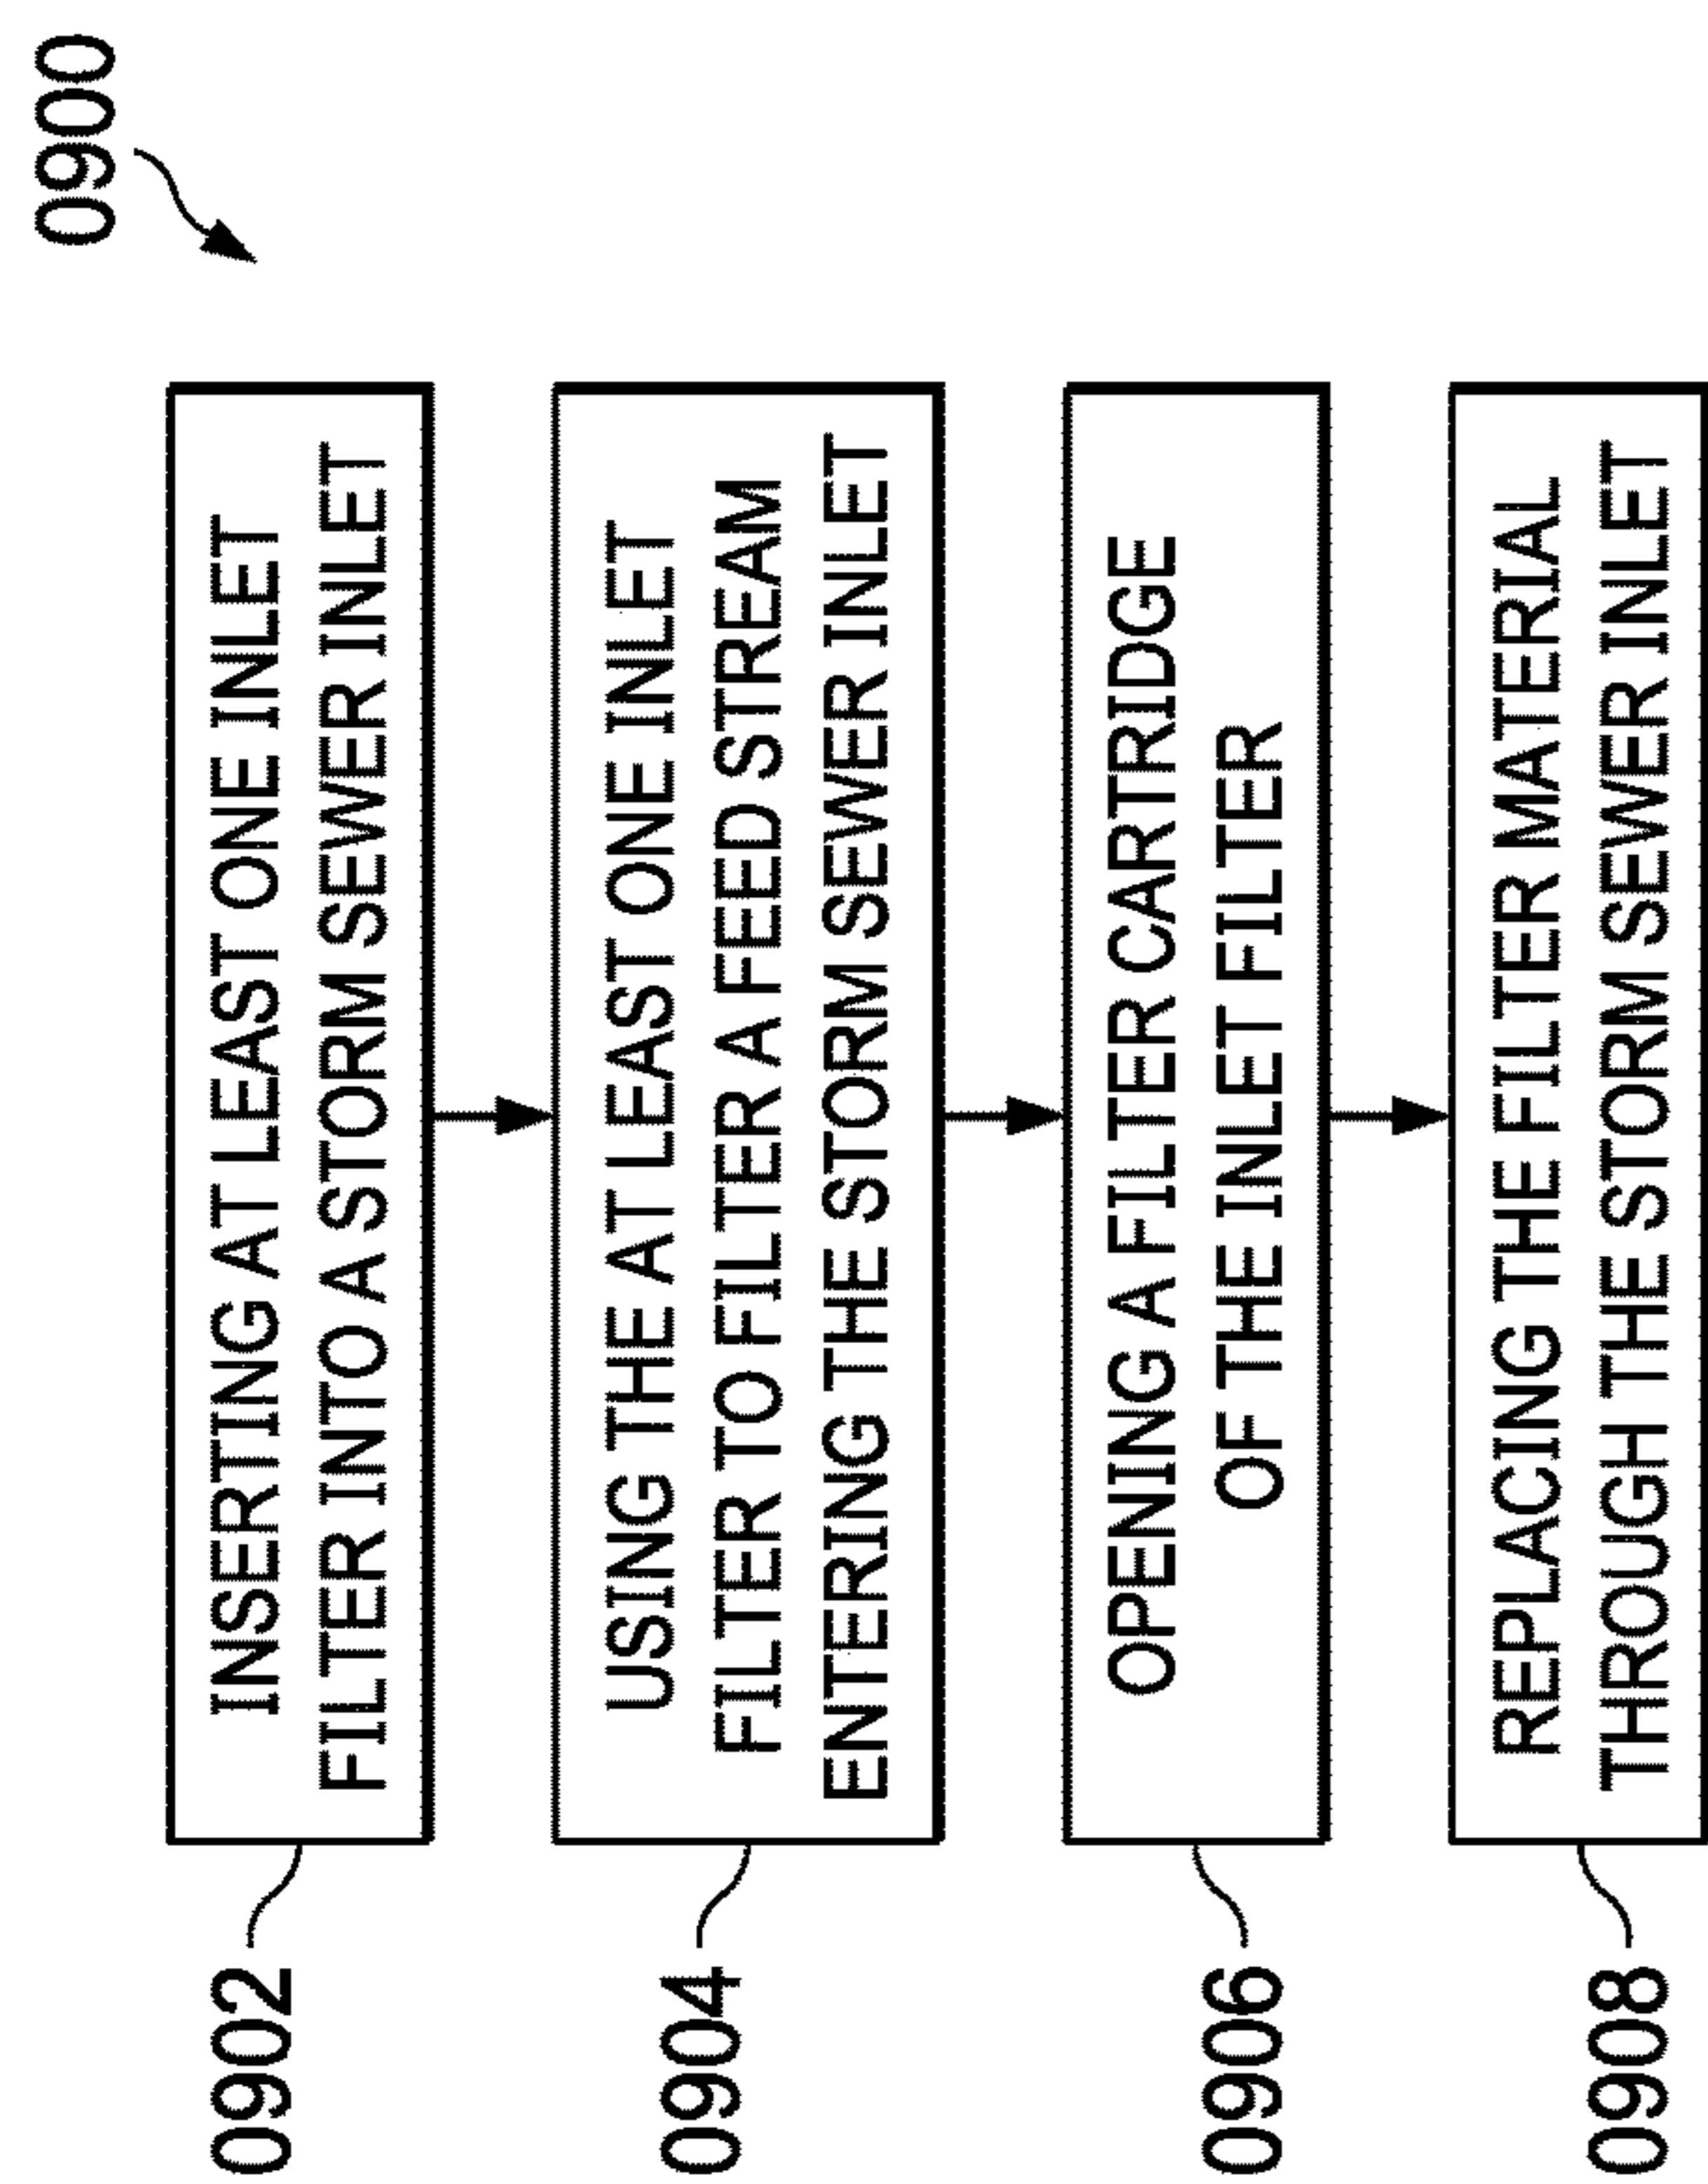 0900
0902
INSERTING AT LEAST ONE INLET
FILTER INTO A STORM SEWER INLET
0904
USING THE AT LEAST ONE INLET
FILTER TO FILTER A FEED STREAM
ENTERING THE STORM SEWER INLET
0906
OPENING A FILTER CARTRIDGE
OF THE INLET FILTER
0908
REPLACING THE FILTER MATERIAL
THROUGH THE STORM SEWER INLET